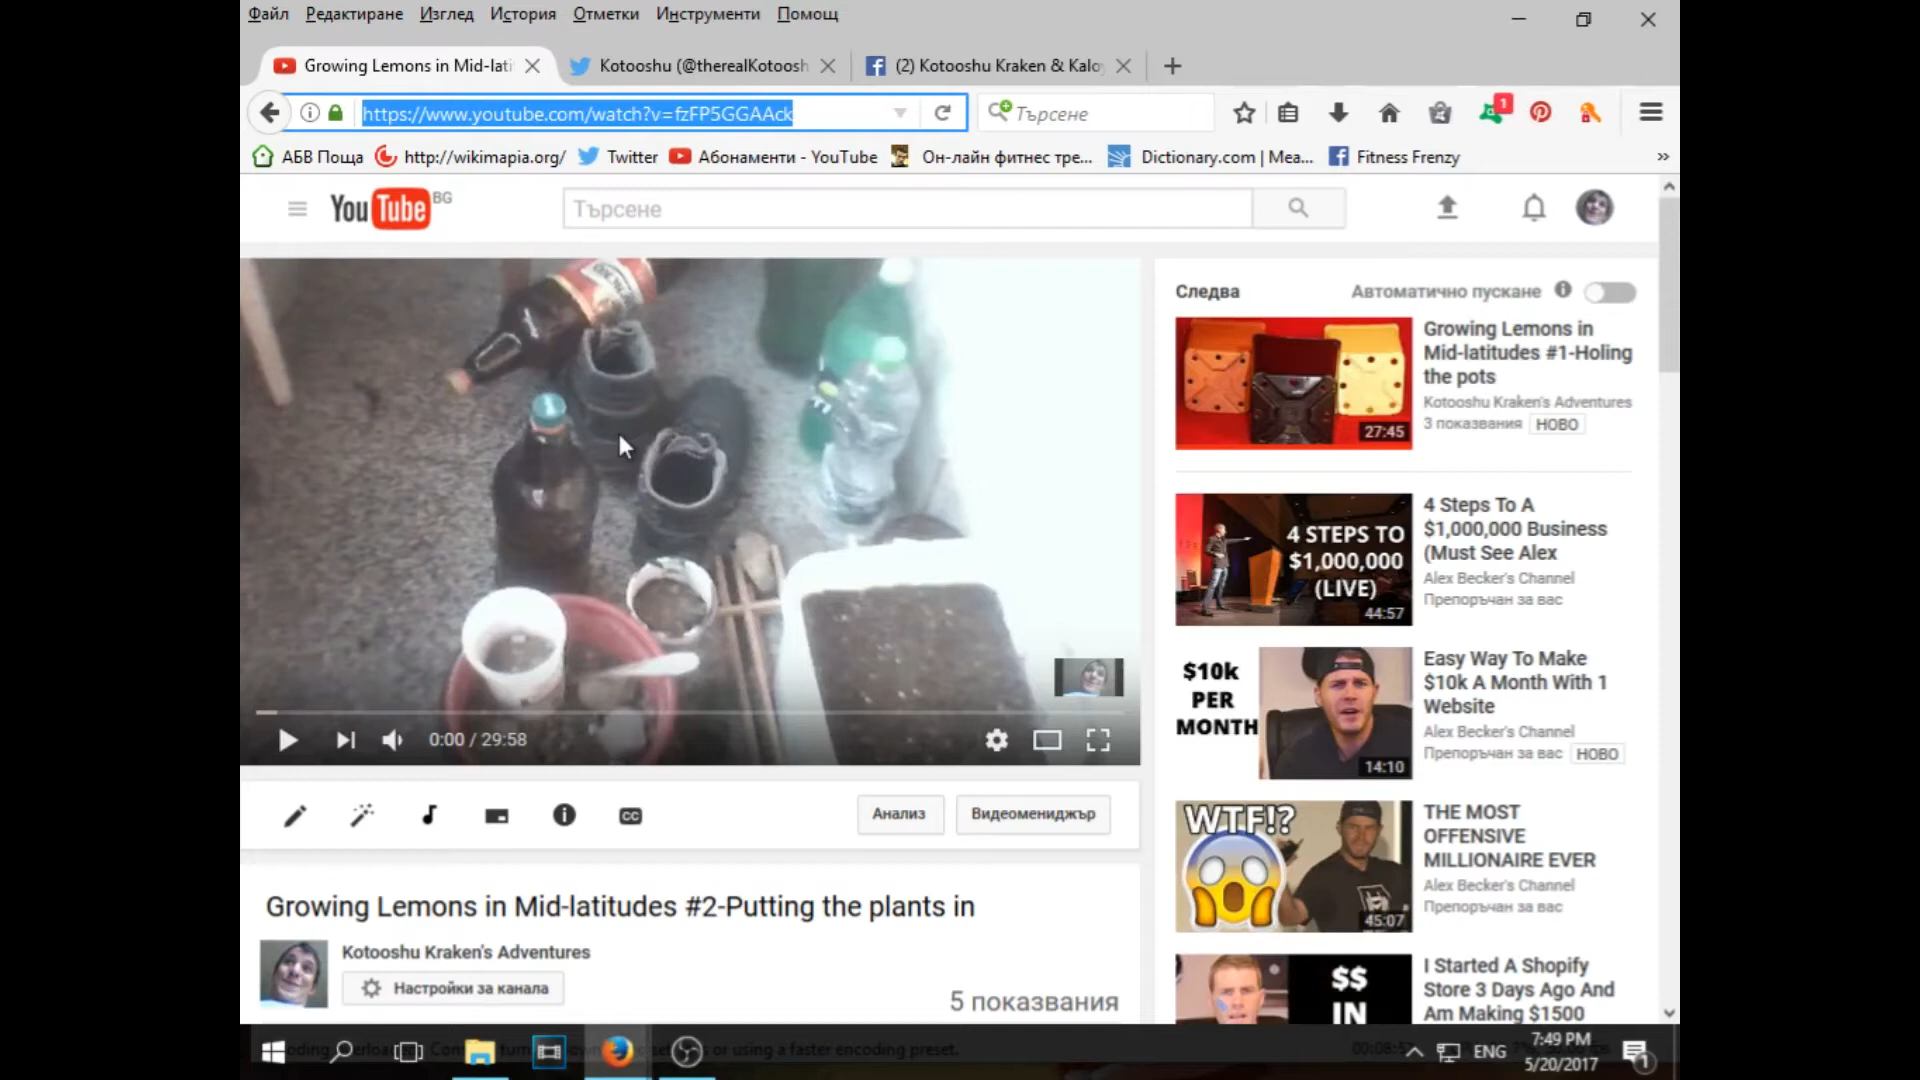 Файл Редактиране Изглед История Отметки Инструменти Помощ
Growing Lemons in Mid-lati
Kotooshu (@therealKotoosh
(2) Kotooshu Kraken & Kalo
https://www.youtube.com/watch?v=fzFP5GGAAck
Търсене
АБВ Поща
http://wikimapia.org/
Twitter
Абонаменти - YouTube
Он-лайн фитнес тре...
Dictionary.com | Mea...
Fitness Frenzy
»
YouTube BG
Търсене
Следва
Автоматично пускане
Growing Lemons in
Mid-latitudes #1-Holing
the pots
Kotooshu Kraken's Adventures
3 показвания НОВО
27:45
4 STEPS TO
$1,000,000
(LIVE)
44:57
4 Steps To A
$1,000,000 Business
(Must See Alex
Alex Becker's Channel
Препоръчан за вас
$10k
PER
MONTH
14:10
Easy Way To Make
$10k A Month With 1
Website
Alex Becker's Channel
Препоръчан за вас НОВО
WTF!?
45:07
THE MOST
OFFENSIVE
MILLIONAIRE EVER
Alex Becker's Channel
Препоръчан за вас
$$
IN
I Started A Shopify
Store 3 Days Ago And
Am Making $1500
0:00 / 29:58
CC
Анализ
Видеомениджър
Growing Lemons in Mid-latitudes #2-Putting the plants in
Kotooshu Kraken's Adventures
Настройки за канала
5 показвания
or using a faster encoding preset.
ENG
7:49 PM
5/20/2017
1